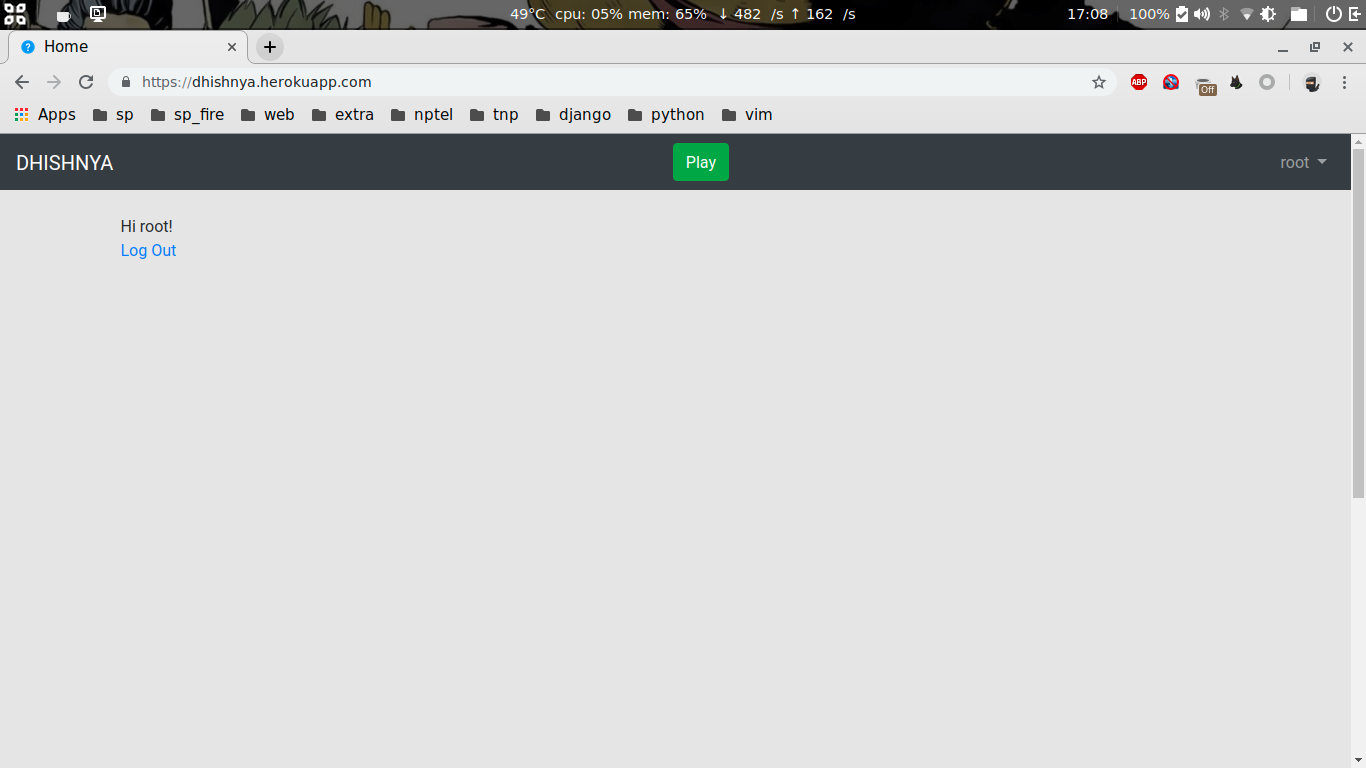 49°C cpu: 05% mem: 65% ↓ 482 /s ↑ 162 /s 17:08 100%
Home
https://dhishnya.herokuapp.com ABP Off
Apps sp sp_fire web extra nptel tnp django python vim
DHISHNYA Play root
Hi root!
Log Out